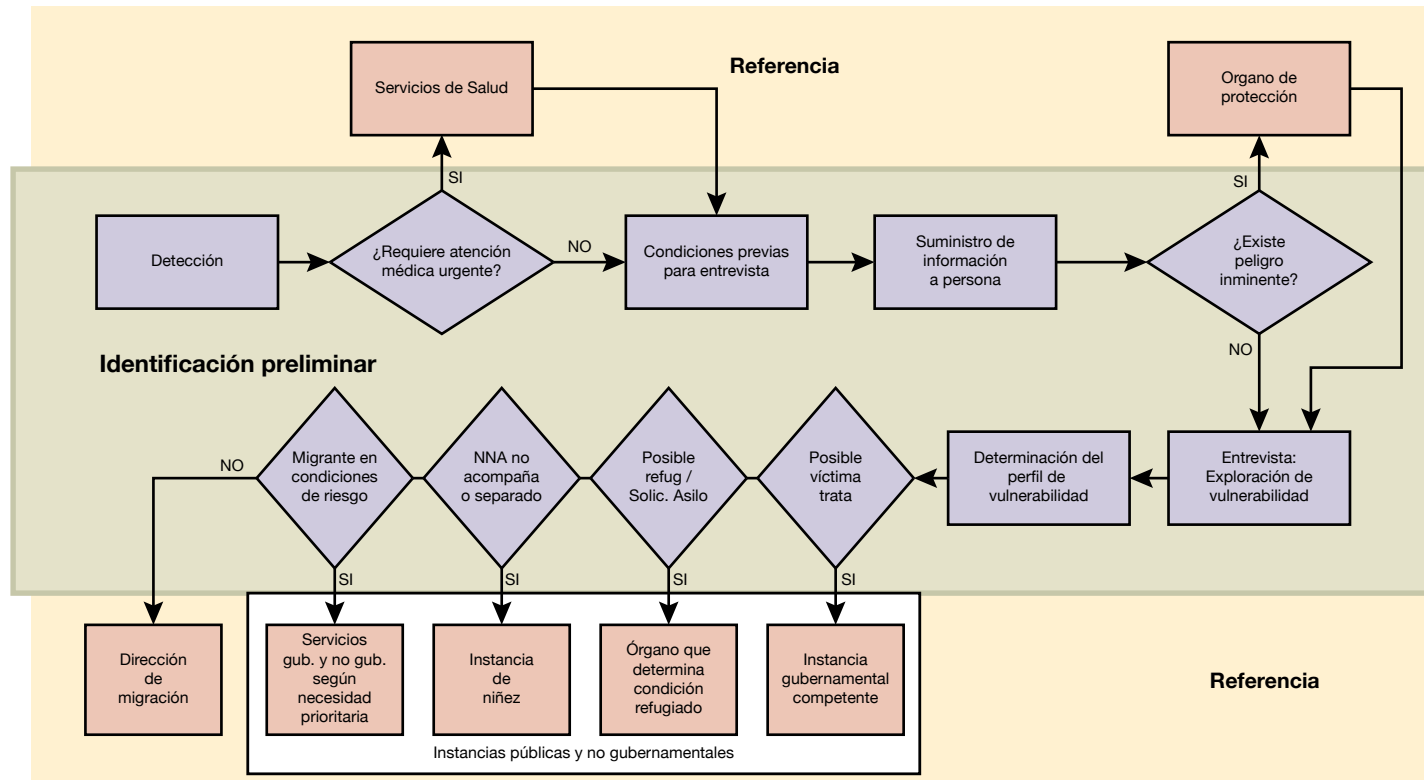 Servicios de Salud
Referencia
Organo de
protección
SI
SI
Detección
¿Requiere atención
médica urgente?
NO
Condiciones previas
para entrevista
Suministro de
información
a persona
¿Existe
peligro
inminente?
NO
Identificación preliminar
NO
Migrante en
condiciones
de riesgo
NNA no
acompaña
o separado
Posible
refug /
Solic. Asilo
Posible
víctima
trata
Determinación del
perfil de
vulnerabilidad
Entrevista:
Exploración de
vulnerabilidad
SI
SI
SI
SI
Dirección
de
migración
Servicios
gub. y no gub.
según
necesidad
prioritaria
Instancia
de
niñez
Órgano que
determina
condición
refugiado
Instancia
gubernamental
competente
Referencia
Instancias públicas y no gubernamentales